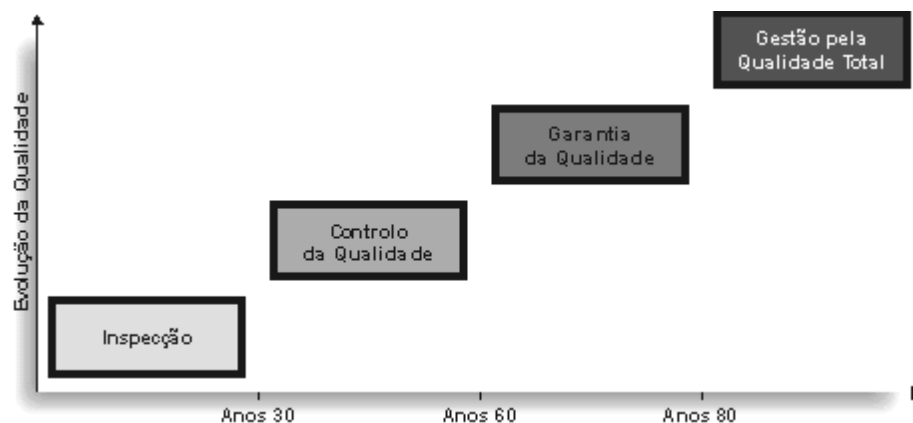 Gestão pela
Qualidade Total
Garantia
da Qualidade
Controlo
da Qualidade
Inspecção
Evolução da Qualidade
Anos 30
Anos 60
Anos 80